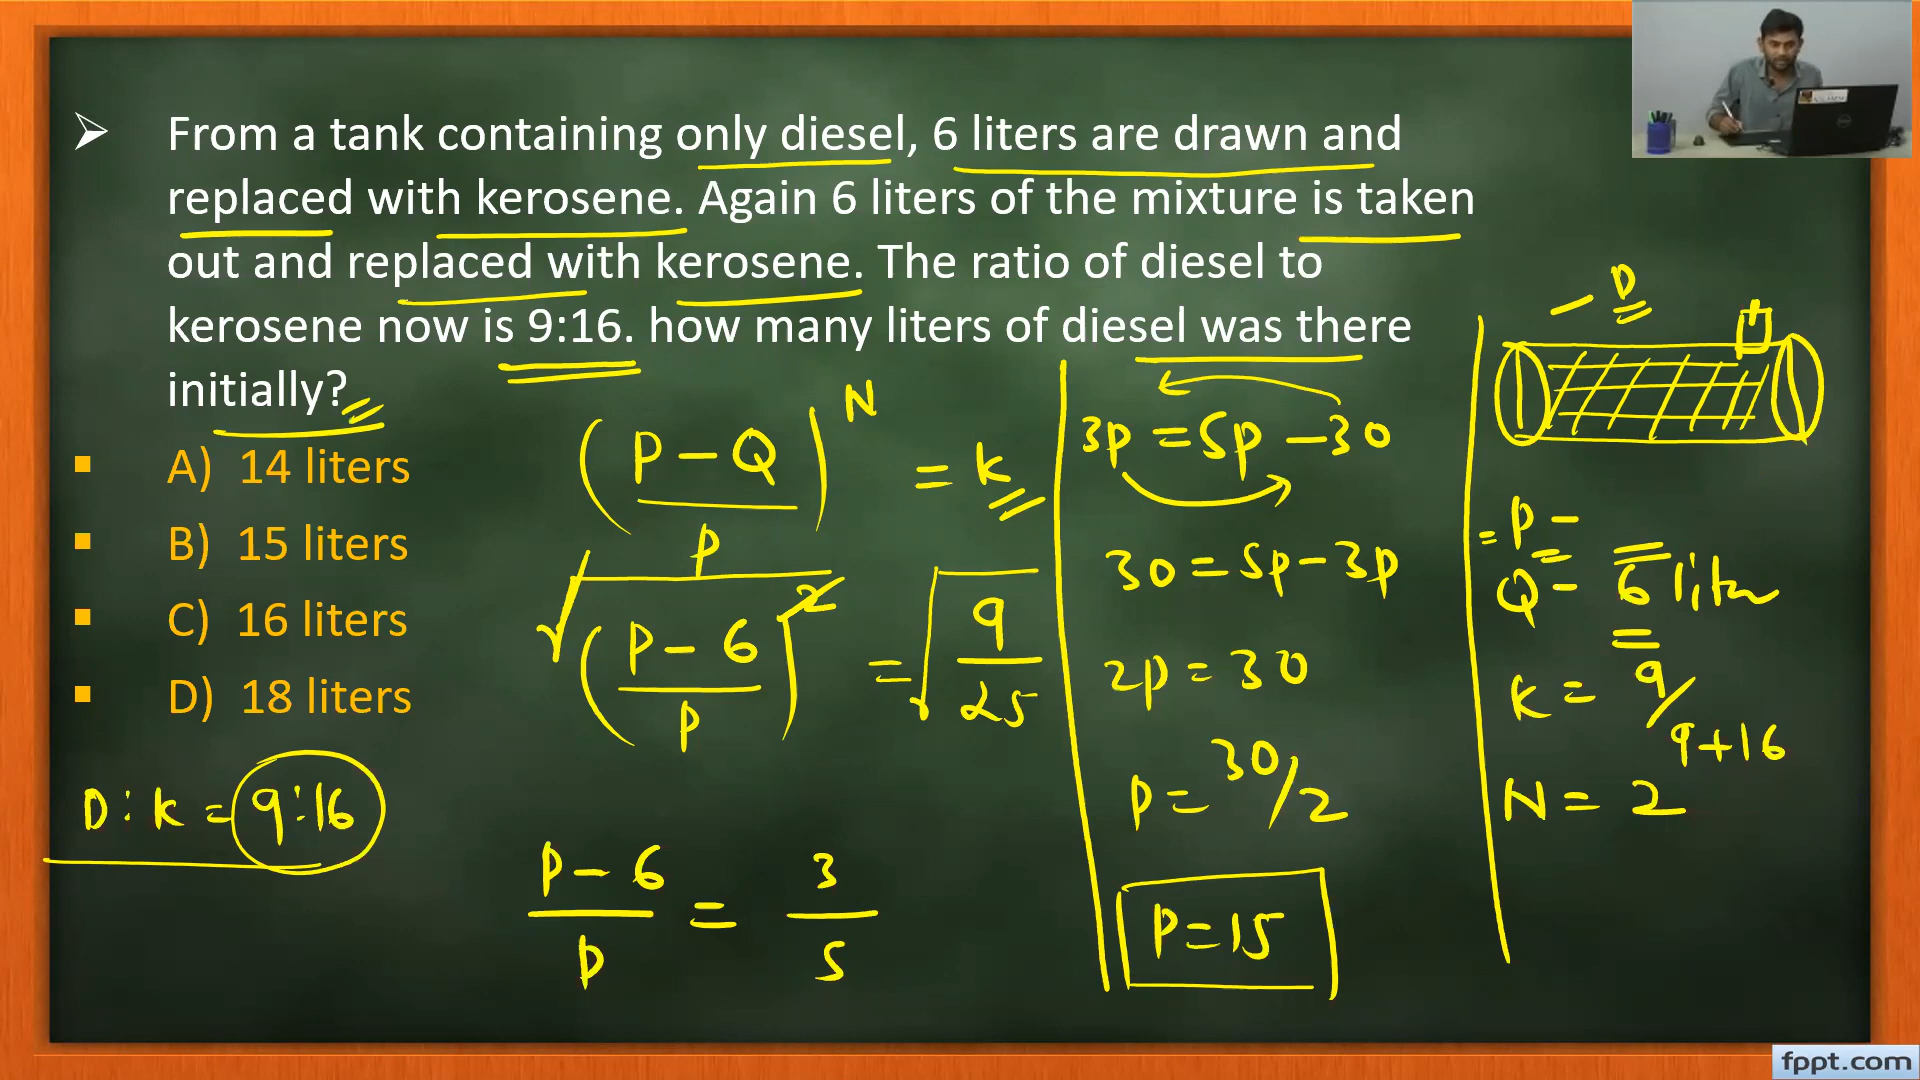 From a tank containing only diesel, 6 liters are drawn and
replaced with kerosene. Again 6 liters of the mixture is taken
out and replaced with kerosene. The ratio of diesel to
kerosene now is 9:16. how many liters of diesel was there
initially?
A) 14 liters
B) 15 liters
C) 16 liters
D) 18 liters
D : k = 9:16
(P - Q / P)^N = k
√(P - 6 / P)^2 = √9/25
P - 6 / P = 3/5
3p = 5p - 30
30 = 5p - 3p
2p = 30
P = 30/2
P = 15
- D
= P -
Q - 6 liter
k = 9/9+16
N = 2
fppt.com